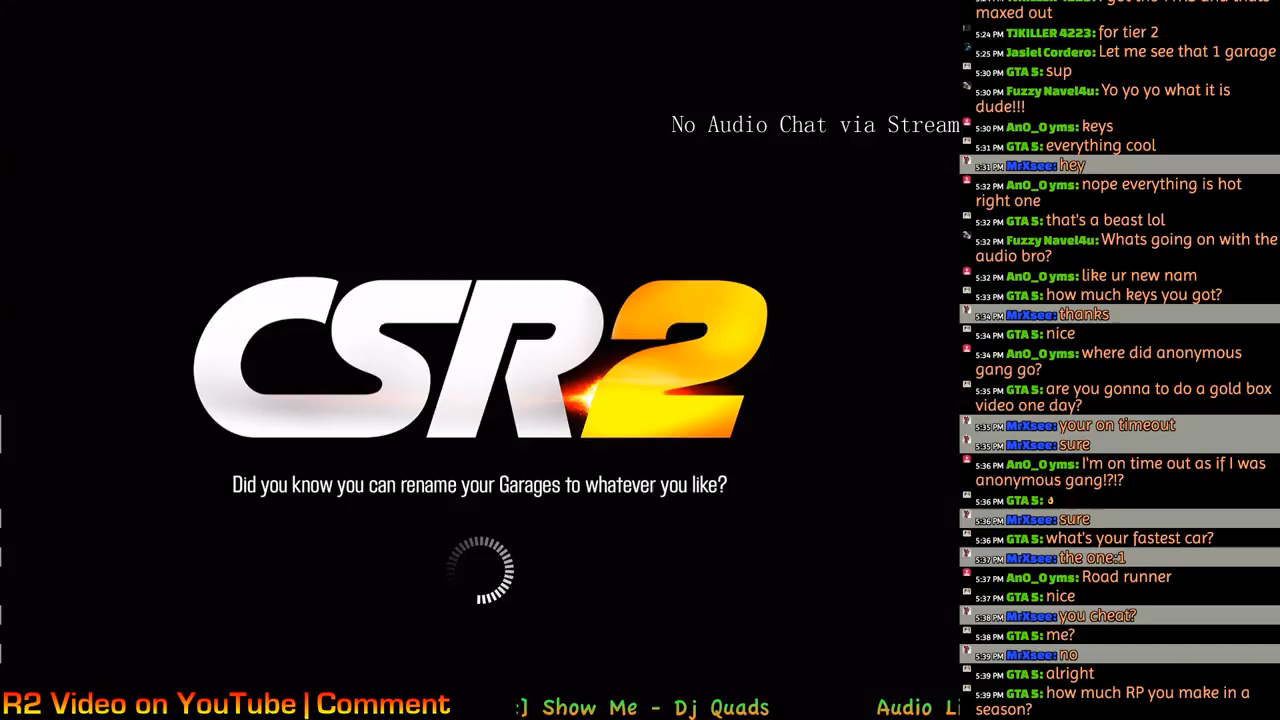 maxed out
5:24 PM TJKILLER 4223: for tier 2
5:25 PM Jasiel Cordero: Let me see that 1 garage
5:30 PM GTA 5: sup
5:30 PM Fuzzy Navel4u: Yo yo yo what it is
dude!!!
No Audio Chat via Stream
5:30 PM AnO_O yms: keys
5:31 PM GTA 5: everything cool
5:31 PM MrXsee: hey
5:32 PM AnO_O yms: nope everything is hot
right one
5:32 PM GTA 5: that's a beast lol
5:32 PM Fuzzy Navel4u: Whats going on with the
audio bro?
5:32 PM AnO_O yms: like ur new nam
5:33 PM GTA 5: how much keys you got?
5:34 PM MrXsee: thanks
5:34 PM GTA 5: nice
5:34 PM AnO_O yms: where did anonymous
gang go?
5:35 PM GTA 5: are you gonna to do a gold box
video one day?
5:35 PM MrXsee: your on timeout
5:35 PM MrXsee: sure
5:36 PM AnO_O yms: I'm on time out as if I was
anonymous gang!?!?
5:36 PM GTA 5: 👌
5:36 PM MrXsee: sure
5:36 PM GTA 5: what's your fastest car?
5:37 PM MrXsee: the one:1
5:37 PM AnO_O yms: Road runner
5:37 PM GTA 5: nice
5:38 PM MrXsee: you cheat?
5:38 PM GTA 5: me?
5:39 PM MrXsee: no
5:39 PM GTA 5: alright
5:39 PM GTA 5: how much RP you make in a
season?
CSR2
Did you know you can rename your Garages to whatever you like?
R2 Video on YouTube | Comment
:] Show Me - Dj Quads
Audio Li